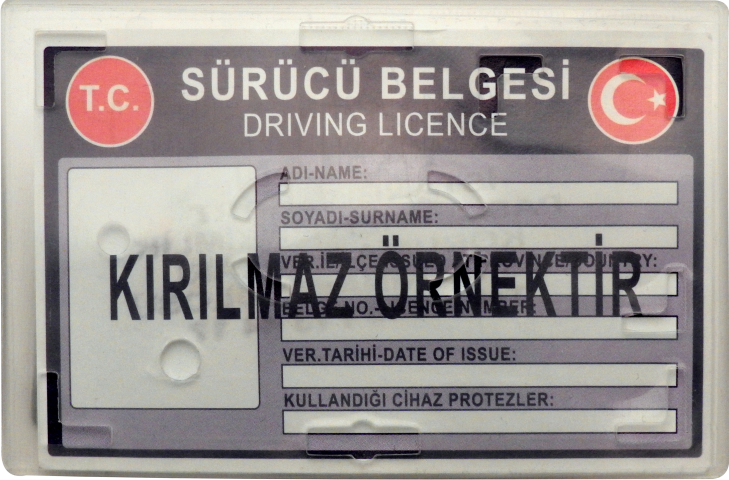 T.C.
SÜRÜCÜ BELGESİ
DRIVING LICENCE
ADI-NAME:
SOYADI-SURNAME:
KIRILMAZ ÖRNEKTİR
VER.TARİHİ-DATE OF ISSUE:
KULLANDIĞI CİHAZ PROTEZLER: